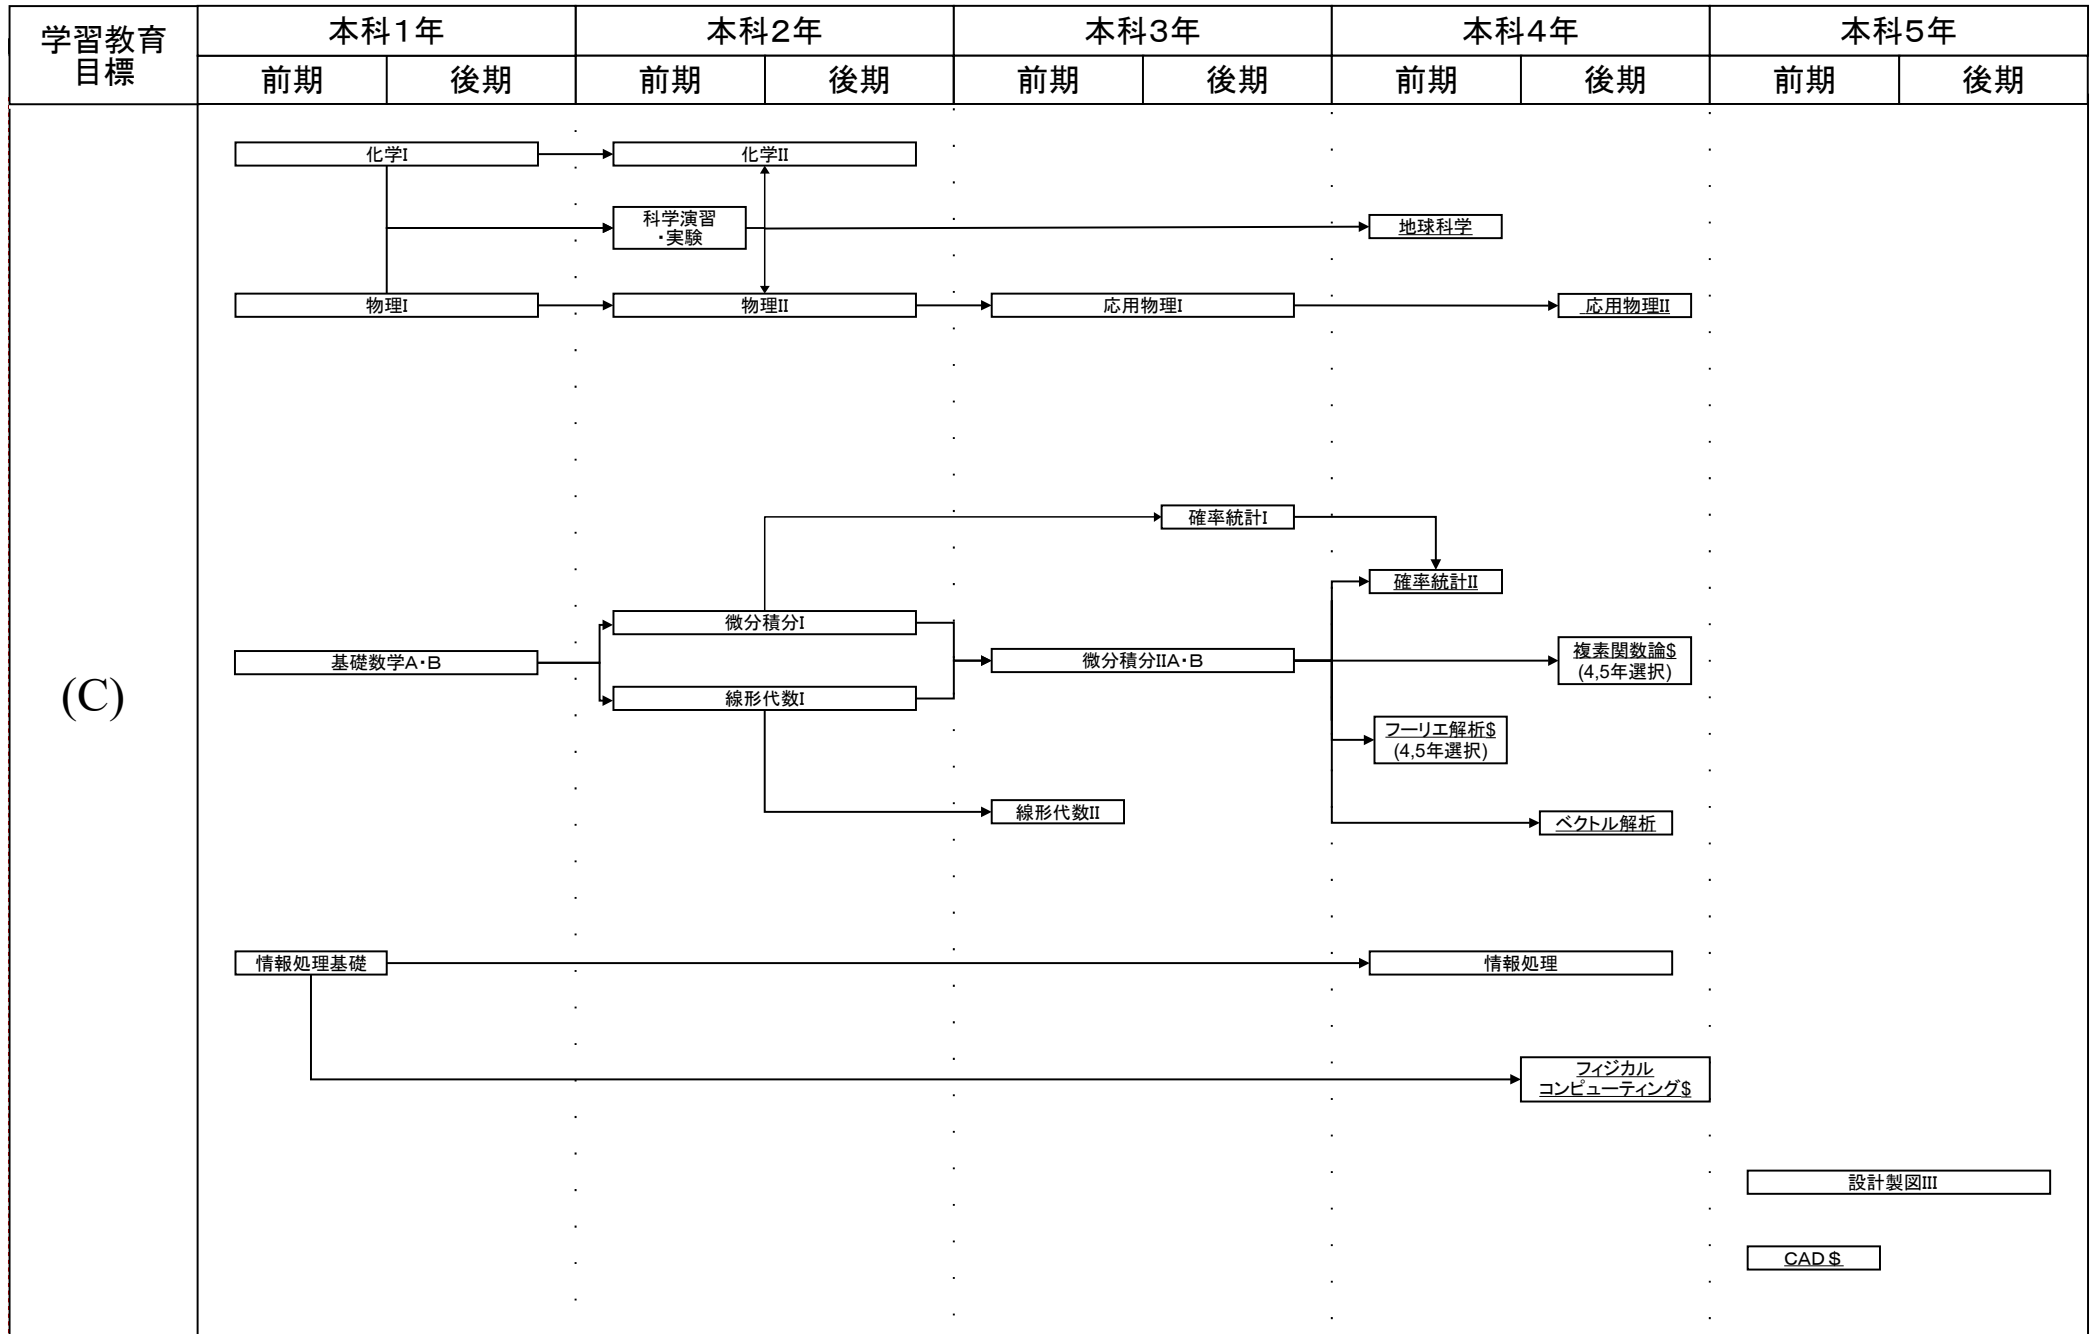 学習教育
目標
本科1年
本科2年
本科3年
本科4年
本科5年
前期
後期
前期
後期
前期
後期
前期
後期
前期
後期
(C)
化学I
化学II
科学演習
・実験
地球科学
物理I
物理II
応用物理I
応用物理II
確率統計I
確率統計II
微分積分I
基礎数学A・B
微分積分IIA・B
複素関数論$
(4,5年選択)
線形代数I
フーリエ解析$
(4,5年選択)
線形代数II
ベクトル解析
情報処理基礎
情報処理
フィジカル
コンピューティング$
設計製図III
CAD$